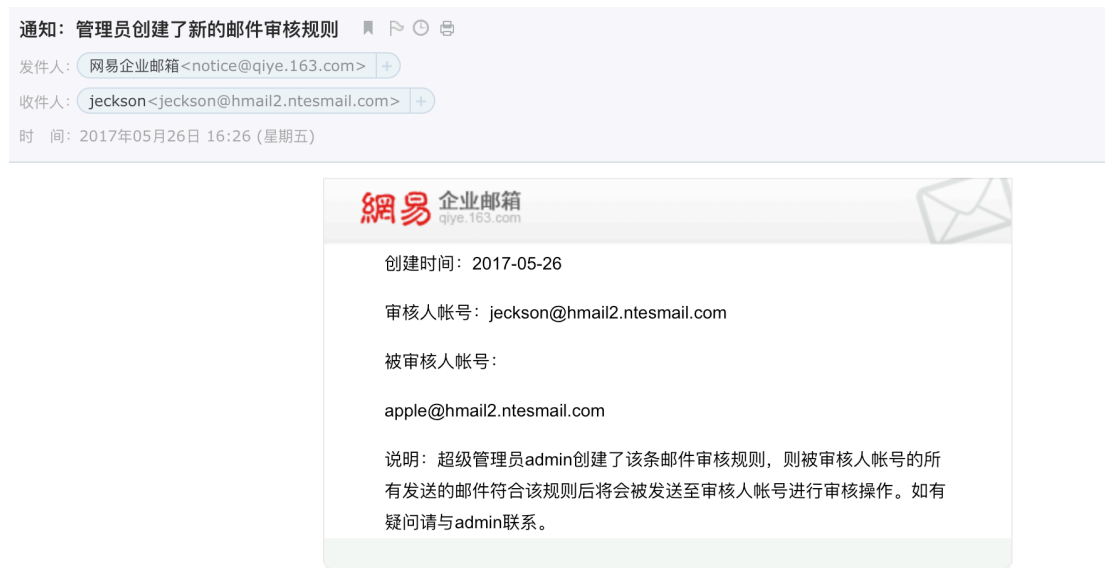 通知：管理员创建了新的邮件审核规则
发件人：网易企业邮箱<notice@qiye.163.com> +
收件人：jeckson<jeckson@hmail2.ntesmail.com> +
时　间：2017年05月26日 16:26 (星期五)
網易 企业邮箱
qiye.163.com
创建时间：2017-05-26
审核人帐号：jeckson@hmail2.ntesmail.com
被审核人帐号：
apple@hmail2.ntesmail.com
说明：超级管理员admin创建了该条邮件审核规则，则被审核人帐号的所
有发送的邮件符合该规则后将会被发送至审核人帐号进行审核操作。如有
疑问请与admin联系。